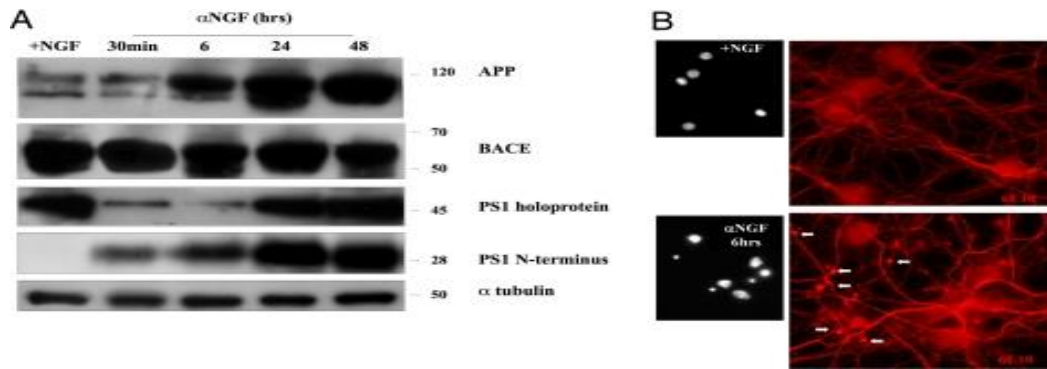 A
αNGF (hrs)
+NGF 30min 6 24 48
120 APP
70
BACE
50
PS1 holoprotein
45
PS1 N-terminus
28
α tubulin
50
B
+NGF
αNGF
6hrs